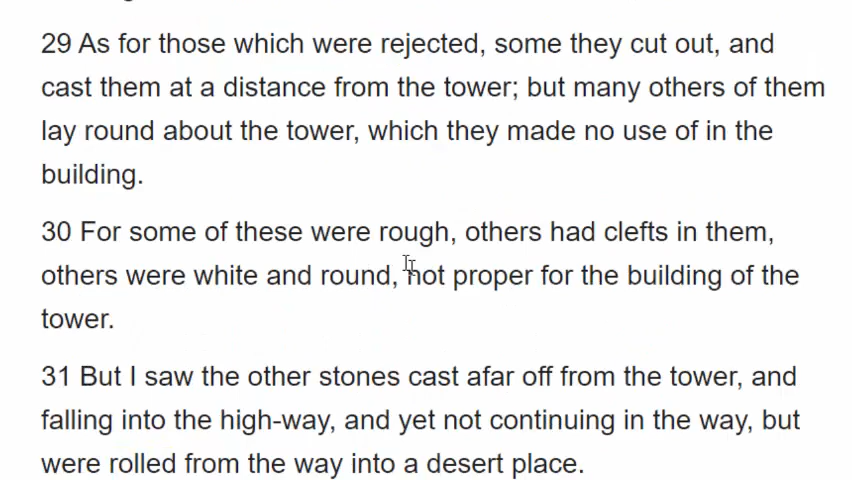 29 As for those which were rejected, some they cut out, and
cast them at a distance from the tower; but many others of them
lay round about the tower, which they made no use of in the
building.
30 For some of these were rough, others had clefts in them,
others were white and round, not proper for the building of the
tower.
31 But I saw the other stones cast afar off from the tower, and
falling into the high-way, and yet not continuing in the way, but
were rolled from the way into a desert place.